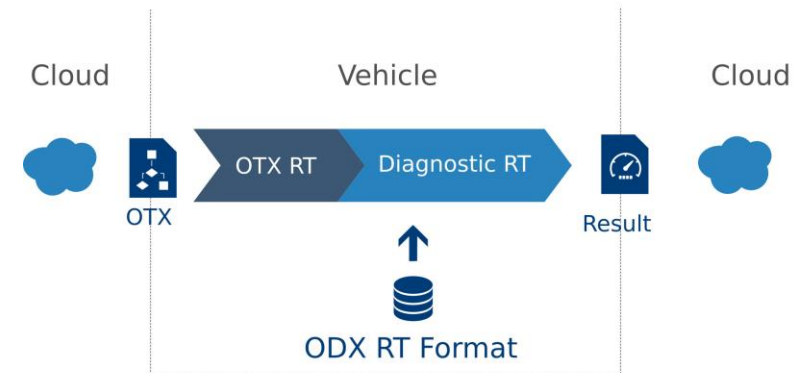 Cloud
Vehicle
Cloud
OTX RT
Diagnostic RT
OTX
Result
ODX RT Format